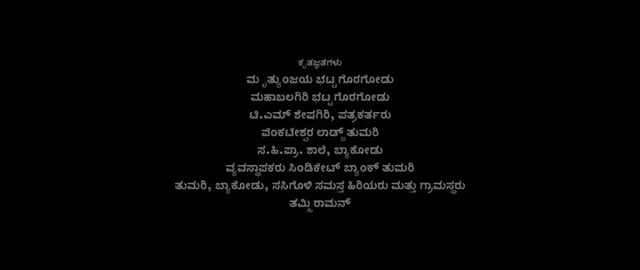 ಕೃತಜ್ಞತೆಗಳು
ಮೃತ್ಯುಂಜಯ ಭಟ್ಟ ಗೊರಗೋಡು
ಮಹಾಬಲಗಿರಿ ಭಟ್ಟ ಗೊರಗೋಡು
ಟಿ.ಎಮ್ ಶೇಷಗಿರಿ, ಪತ್ರಕರ್ತರು
ವೆಂಕಟೇಶ್ವರ ಲಾಡ್ಜ್ ತುಮರಿ
ಸ.ಹಿ.ಪ್ರಾ. ಶಾಲೆ, ಬ್ಯಾಕೋಡು
ವ್ಯವಸ್ಥಾಪಕರು ಸಿಂಡಿಕೇಟ್ ಬ್ಯಾಂಕ್ ತುಮರಿ
ತುಮರಿ, ಬ್ಯಾಕೋಡು, ಸಸಿಗೊಳಿ ಸಮಸ್ತ ಹಿರಿಯರು ಮತ್ತು ಗ್ರಾಮಸ್ಥರು
ತಮ್ಮಿ ರಾಮನ್